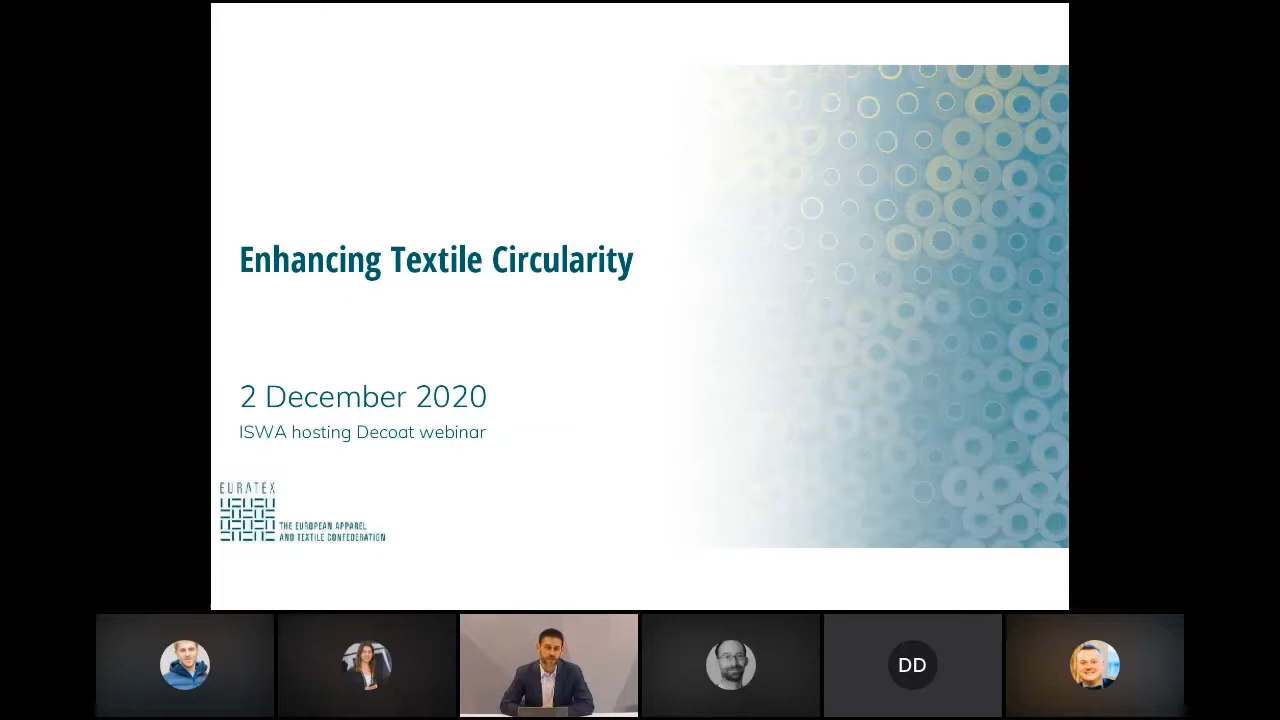 Enhancing Textile Circularity
2 December 2020
ISWA hosting Decoat webinar
EURATEX
THE EUROPEAN APPAREL
AND TEXTILE CONFEDERATION
DD